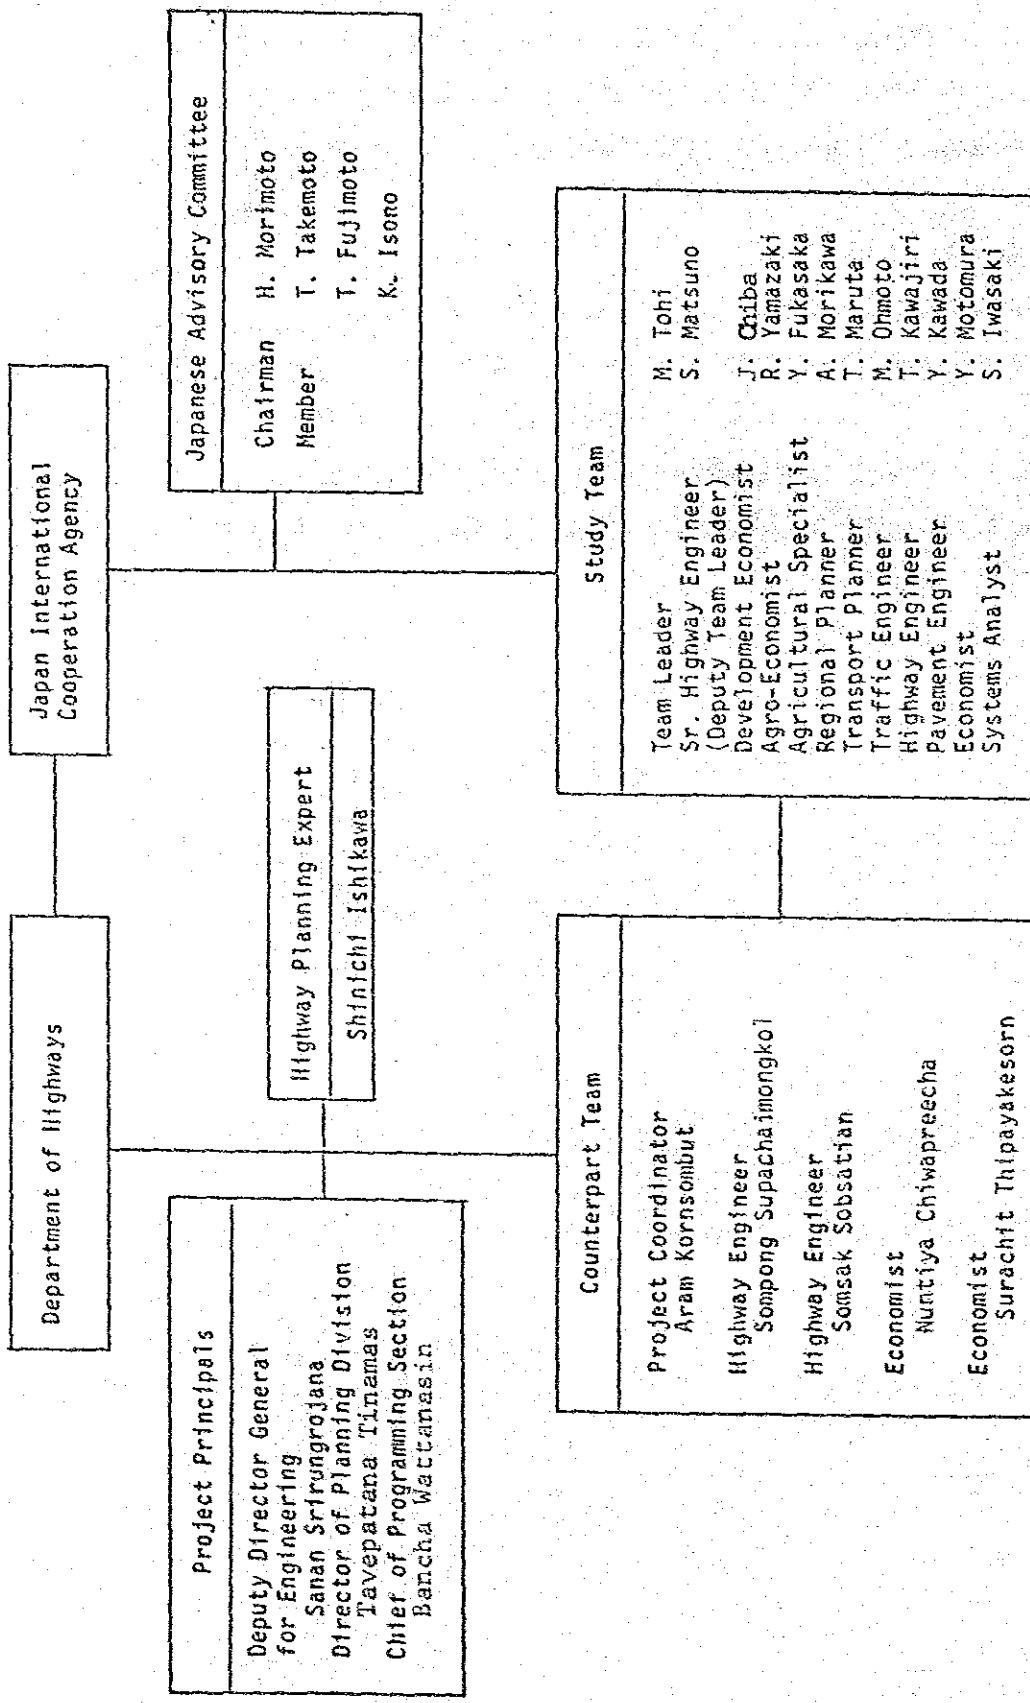 Department of Highways
Japan International
Cooperation Agency
Project Principals
Deputy Director General
for Engineering
Sanan Srirungrojana
Director of Planning Division
Tavepatana Tinamas
Chief of Programming Section
Bancha Wattanasin
Highway Planning Expert
Shinichi Ishikawa
Japanese Advisory Committee
Chairman H. Morimoto
Member T. Takemoto
T. Fujimoto
K. Isono
Counterpart Team
Project Coordinator
Aram Kornsombut
Highway Engineer
Sompong Supachaimongkol
Highway Engineer
Somsak Sobsatian
Economist
Nuntiya Chiwapreecha
Economist
Surachit Thipayakesorn
Study Team
Team Leader M. Tohi
Sr. Highway Engineer S. Matsuno
(Deputy Team Leader)
Development Economist J. Chiba
Agro-Economist R. Yamazaki
Agricultural Specialist Y. Fukasaka
Regional Planner A. Morikawa
Transport Planner T. Maruta
Traffic Engineer M. Ohmoto
Highway Engineer T. Kawajiri
Pavement Engineer Y. Kawada
Economist Y. Motomura
Systems Analyst S. Iwasaki